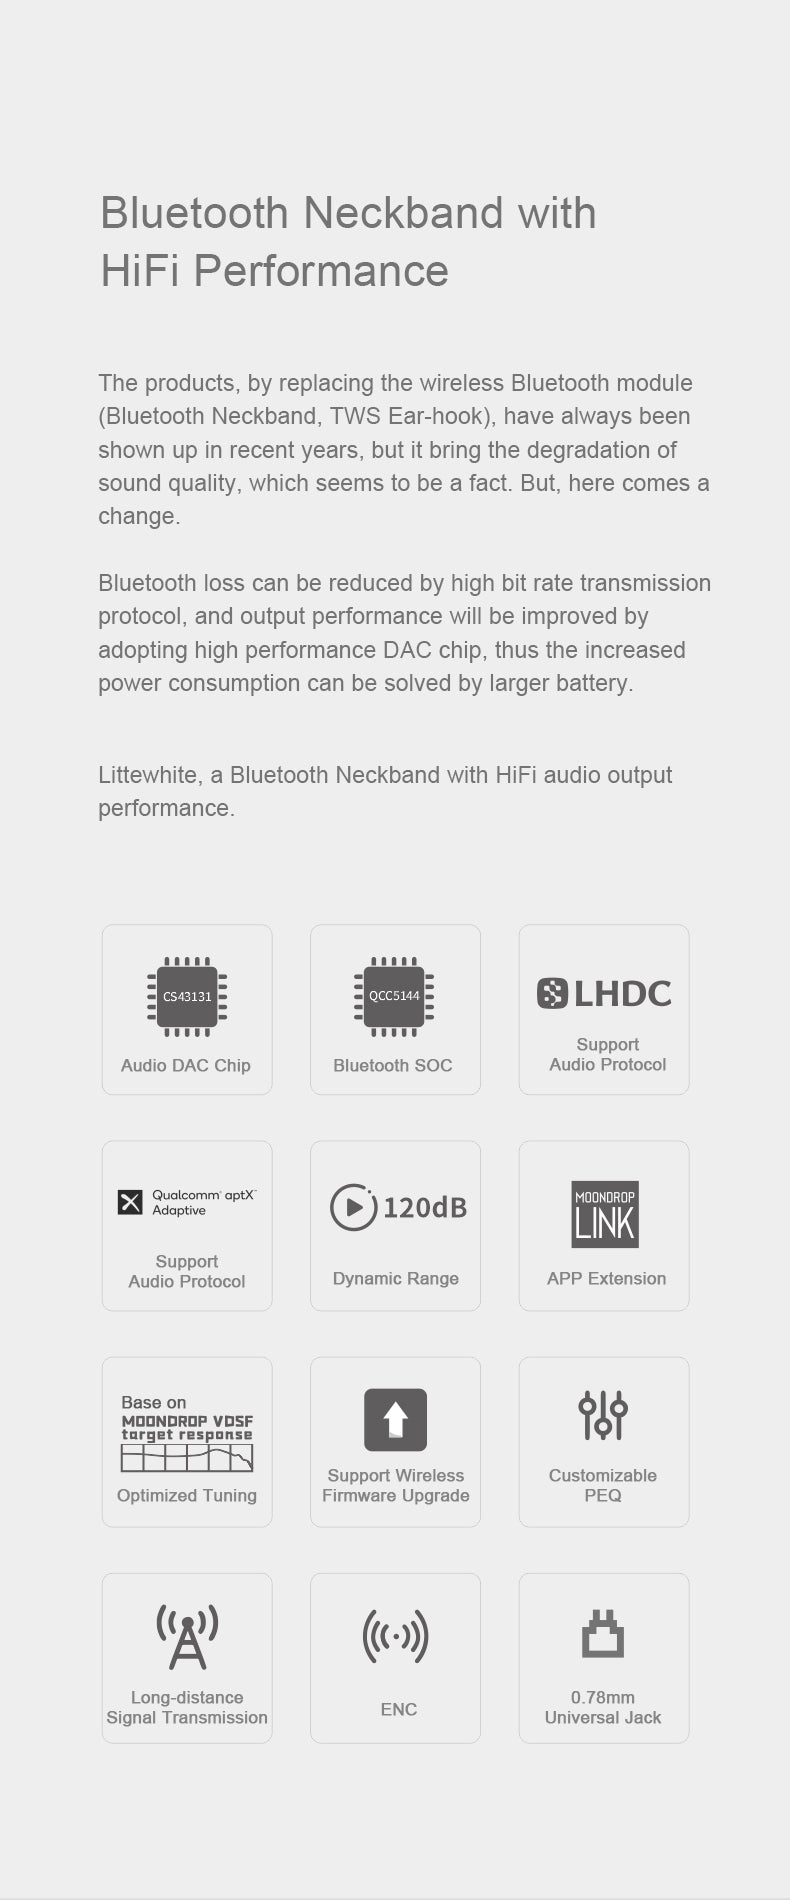 Bluetooth Neckband with
HiFi Performance
The products, by replacing the wireless Bluetooth module
(Bluetooth Neckband, TWS Ear-hook), have always been
shown up in recent years, but it bring the degradation of
sound quality, which seems to be a fact. But, here comes a
change.
Bluetooth loss can be reduced by high bit rate transmission
protocol, and output performance will be improved by
adopting high performance DAC chip, thus the increased
power consumption can be solved by larger battery.
Littewhite, a Bluetooth Neckband with HiFi audio output
performance.
CS43131
Audio DAC Chip
QCC5144
Bluetooth SOC
LHDC
Support
Audio Protocol
Qualcomm® aptX™
Adaptive
Support
Audio Protocol
120dB
Dynamic Range
MOONDROP
LINK
APP Extension
Base on
MOONDROP VDSF
target response
Optimized Tuning
Support Wireless
Firmware Upgrade
Customizable
PEQ
Long-distance
Signal Transmission
ENC
0.78mm
Universal Jack